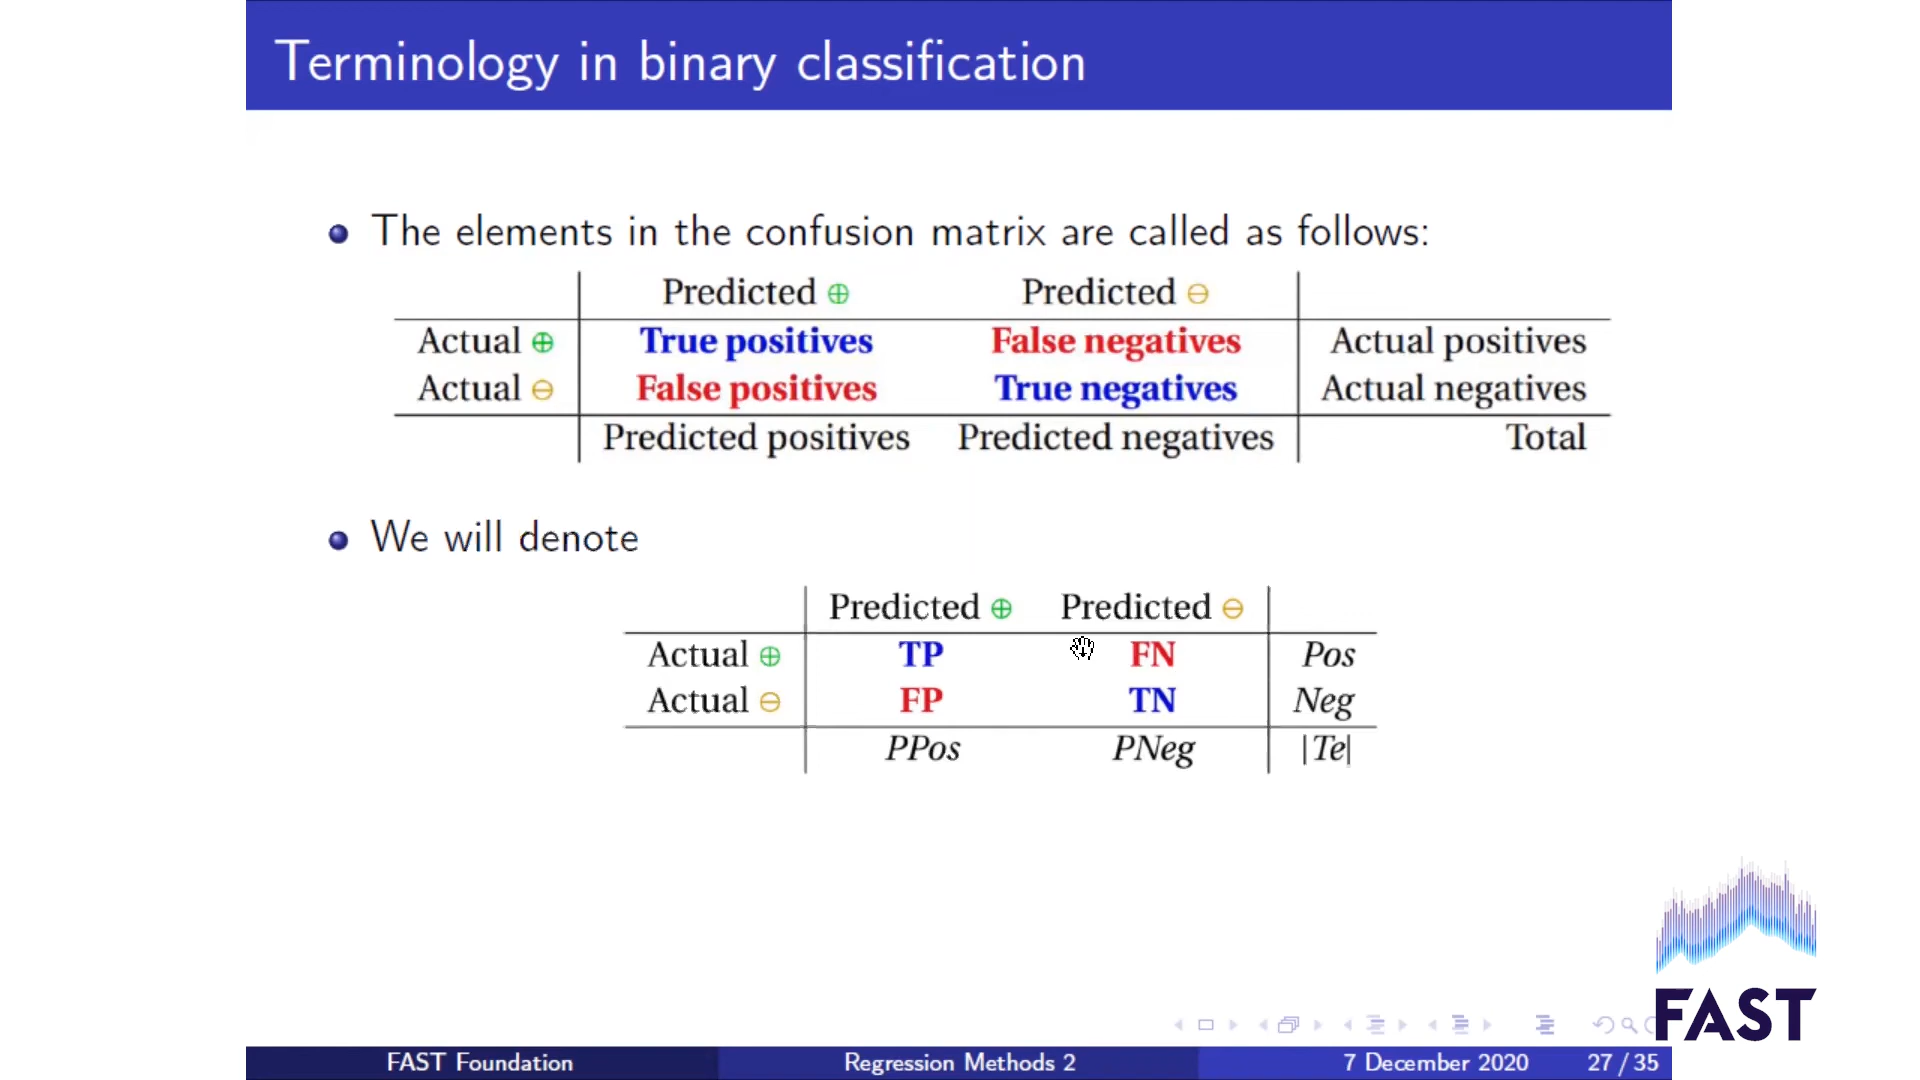 Terminology in binary classification
The elements in the confusion matrix are called as follows:
Predicted ⊕ Predicted ⊖
Actual ⊕ True positives False negatives Actual positives
Actual ⊖ False positives True negatives Actual negatives
Predicted positives Predicted negatives Total
We will denote
Predicted ⊕ Predicted ⊖
Actual ⊕ TP FN Pos
Actual ⊖ FP TN Neg
PPos PNeg |Te|
FAST
FAST Foundation Regression Methods 2 7 December 2020 27 / 35